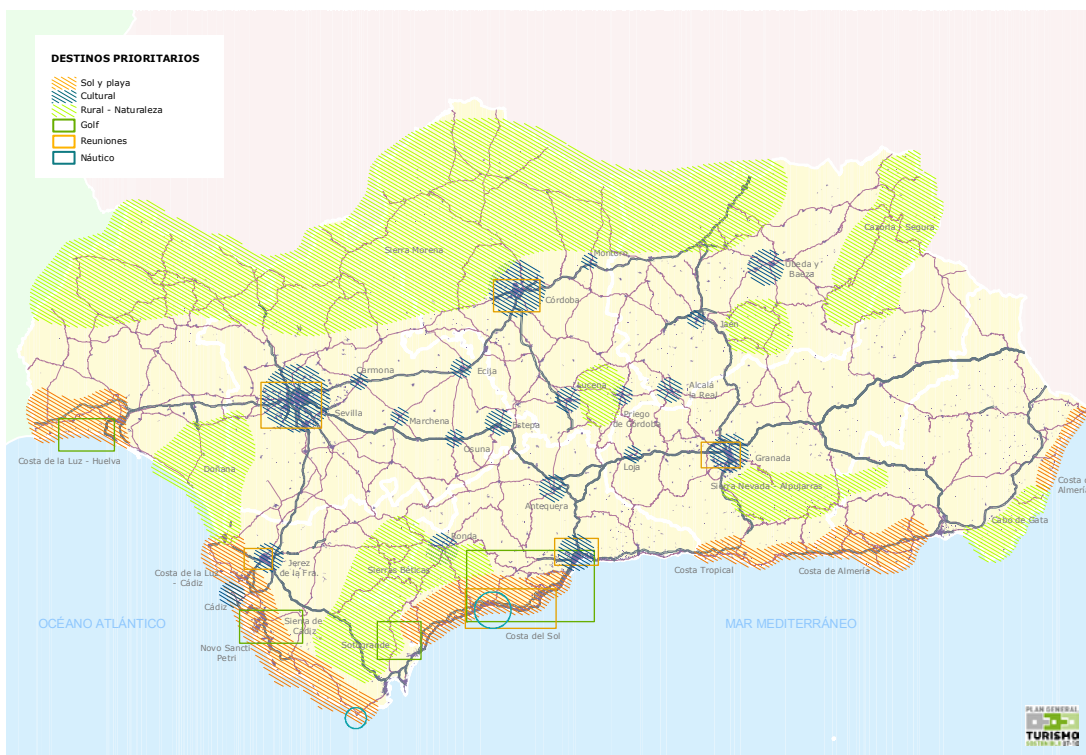 DESTINOS PRIORITARIOS
Sol y playa
Cultural
Rural - Naturaleza
Golf
Reuniones
Náutico
Cazorla - Segura
Sierra Morena
Montoro
Úbeda y
Baeza
Córdoba
Jaén
Carmona
Ecija
Lucena
Alcalá
la Real
Sevilla
Marchena
Estepa
Priego
de Córdoba
Osuna
Costa de la Luz - Huelva
Doñana
Loja
Granada
Sierra Nevada - Alpujarras
Costa de
Almería
Antequera
Cabo de Gata
Ronda
Jerez
de la Fra.
Sierras Béticas
Costa de la Luz
- Cádiz
Costa Tropical
Costa de Almería
Cádiz
Sierra de
Cádiz
OCÉANO ATLÁNTICO
MAR MEDITERRÁNEO
Costa del Sol
Novo Sancti
Petri
Sotogrande
PLAN GENERAL
TURISMO